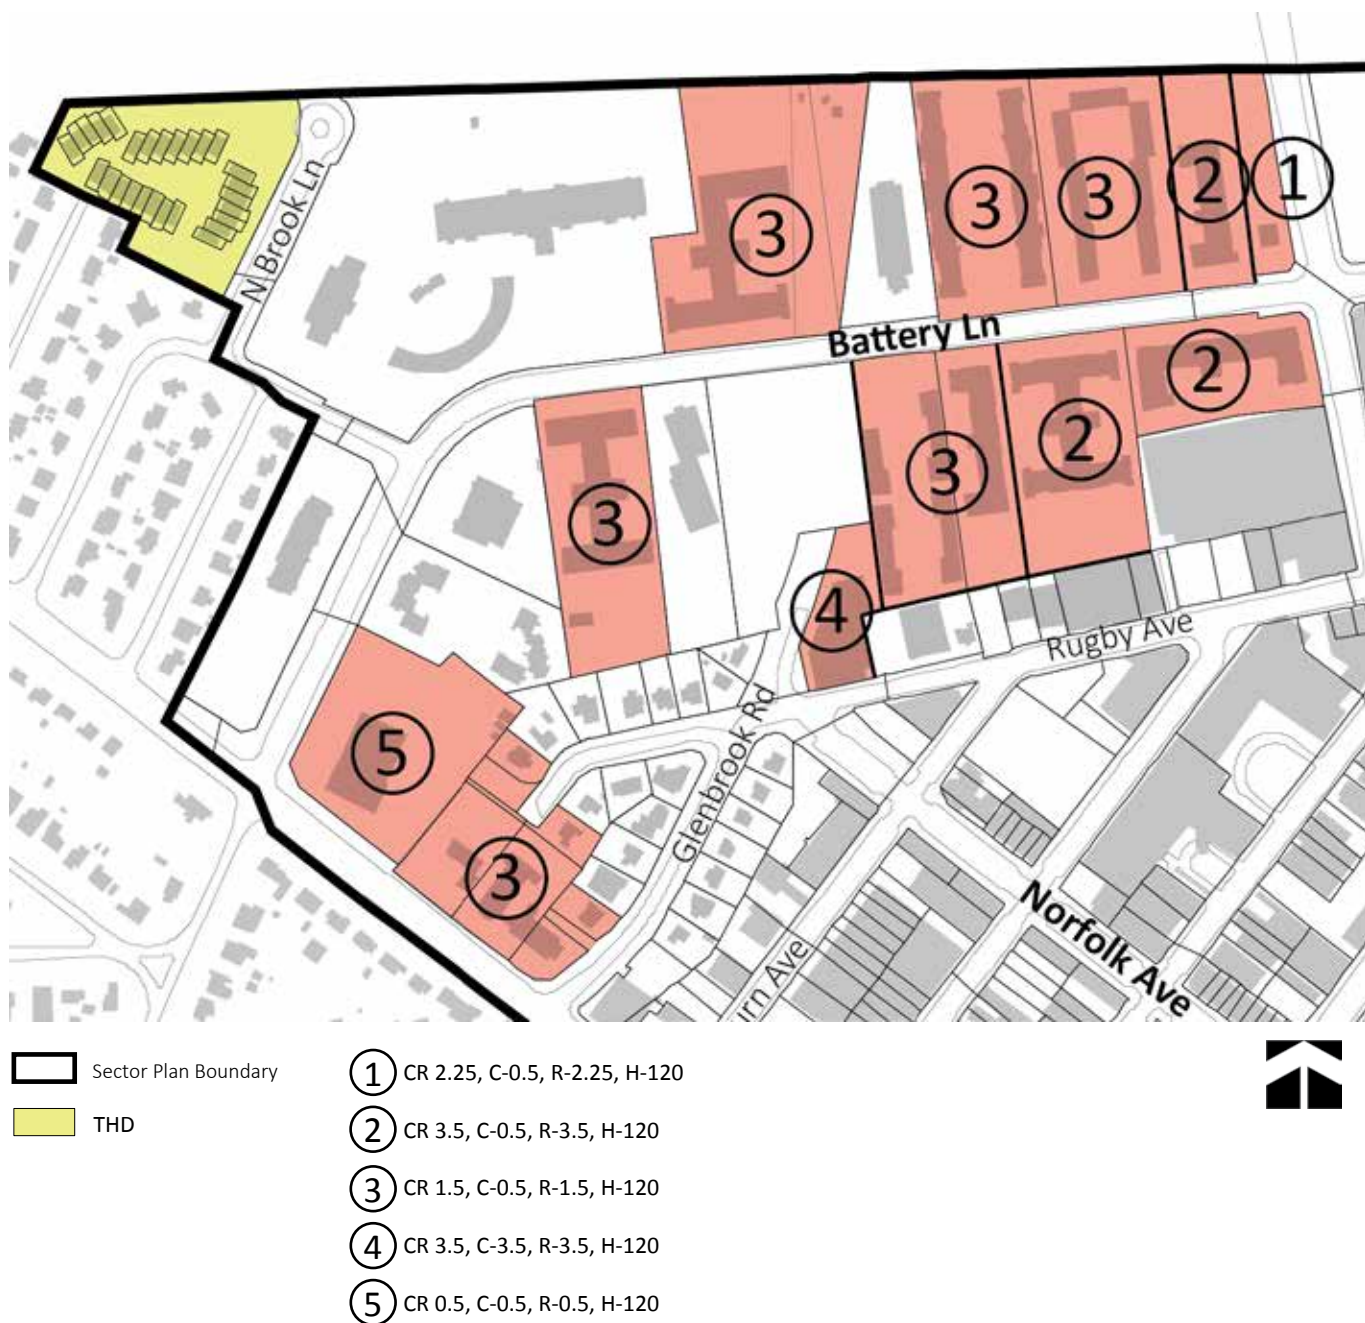 N Brook Ln
3
3
3
2
1
Battery Ln
2
3
2
3
4
Rugby Ave
5
3
Glenbrook Rd
Norfolk Ave
urn Ave
Sector Plan Boundary
THD
1 CR 2.25, C-0.5, R-2.25, H-120
2 CR 3.5, C-0.5, R-3.5, H-120
3 CR 1.5, C-0.5, R-1.5, H-120
4 CR 3.5, C-3.5, R-3.5, H-120
5 CR 0.5, C-0.5, R-0.5, H-120